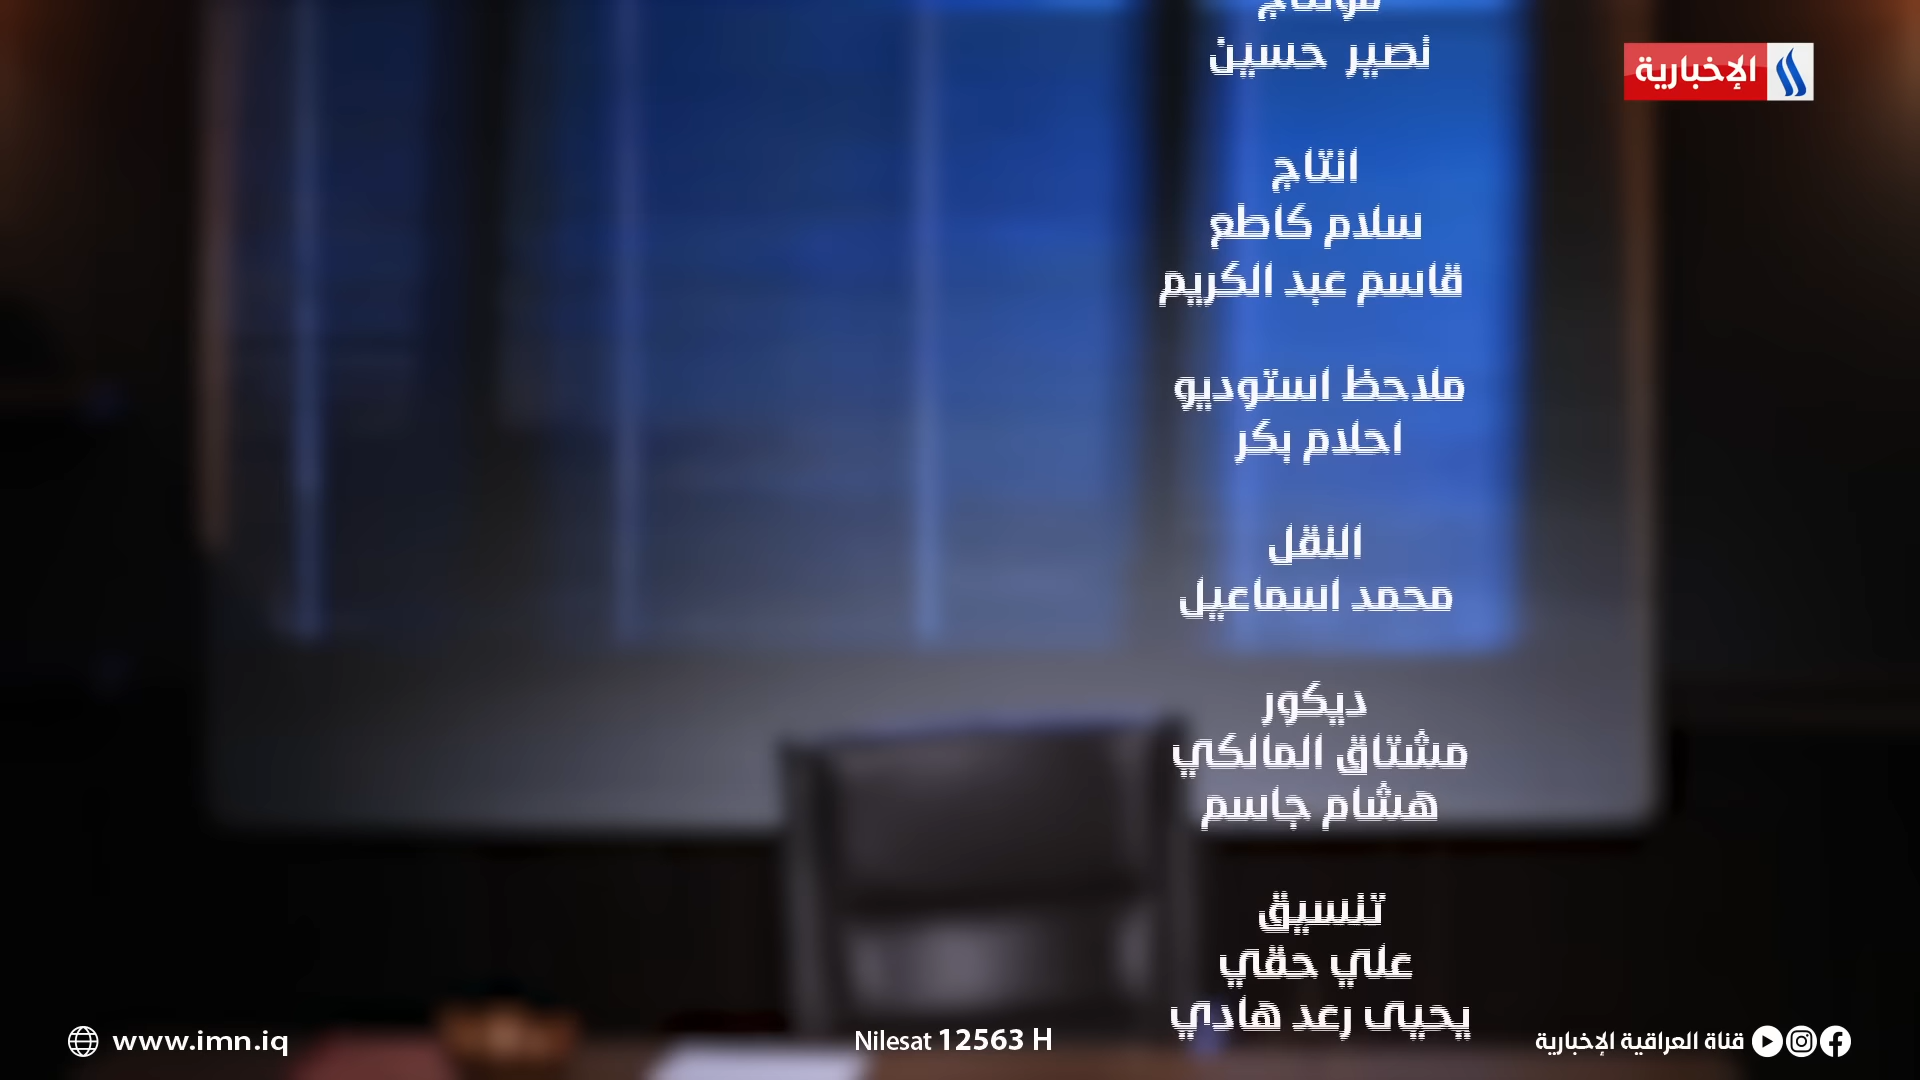 مونتاج
نصير حسين
الإخبارية
انتاج
سلام كاطع
قاسم عبد الكريم
ملاحظ استوديو
احلام بكر
النقل
محمد اسماعيل
ديكور
مشتاق المالكي
هشام جاسم
تنسيق
علي حقي
يحيى رعد هادي
www.imn.iq
Nilesat 12563 H
قناة العراقية الإخبارية